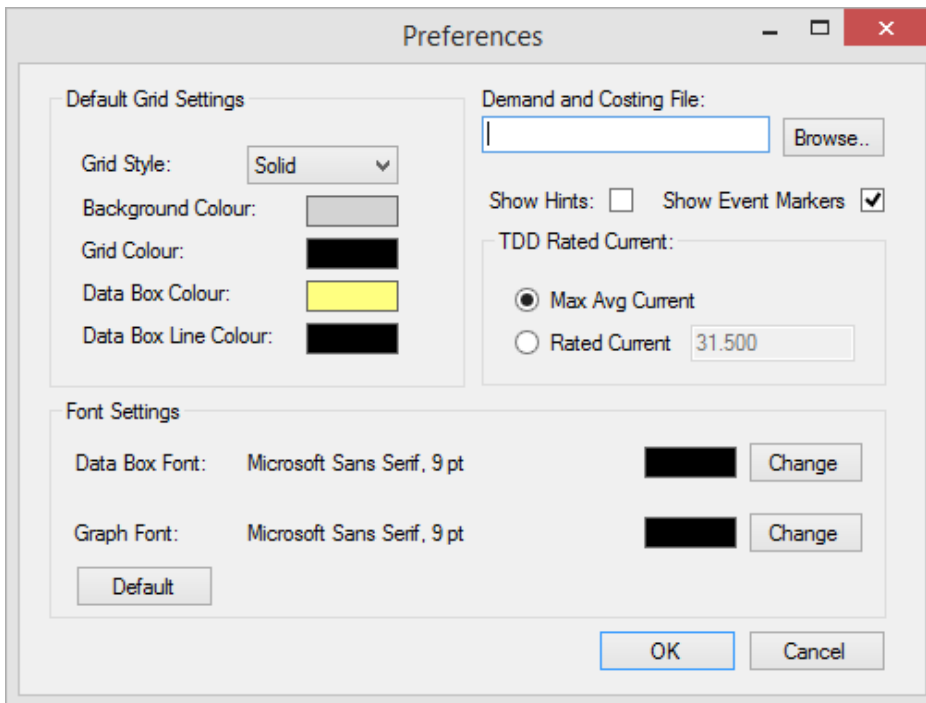 Preferences
Default Grid Settings
Grid Style: Solid
Background Colour:
Grid Colour:
Data Box Colour:
Data Box Line Colour:
Demand and Costing File:
Browse..
Show Hints: Show Event Markers
TDD Rated Current:
Max Avg Current
Rated Current 31.500
Font Settings
Data Box Font: Microsoft Sans Serif, 9 pt Change
Graph Font: Microsoft Sans Serif, 9 pt Change
Default
OK Cancel